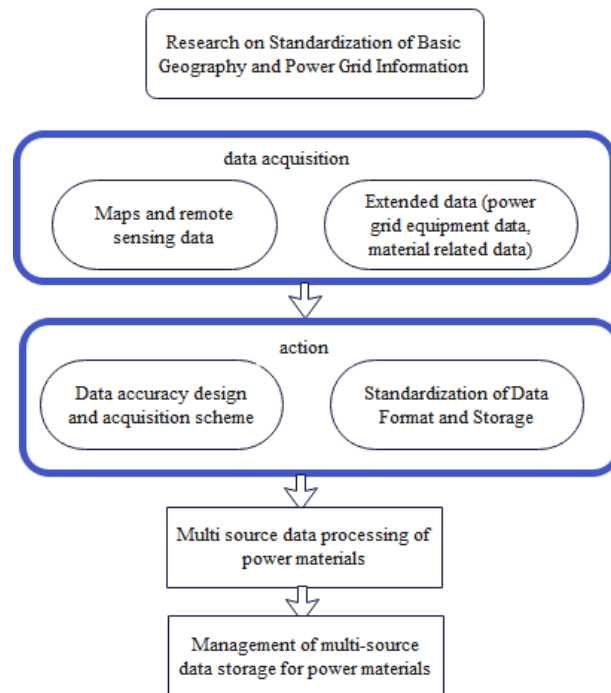 Research on Standardization of Basic
Geography and Power Grid Information
data acquisition
Maps and remote
sensing data
Extended data (power
grid equipment data,
material related data)
action
Data accuracy design
and acquisition scheme
Standardization of Data
Format and Storage
Multi source data processing of
power materials
Management of multi-source
data storage for power materials